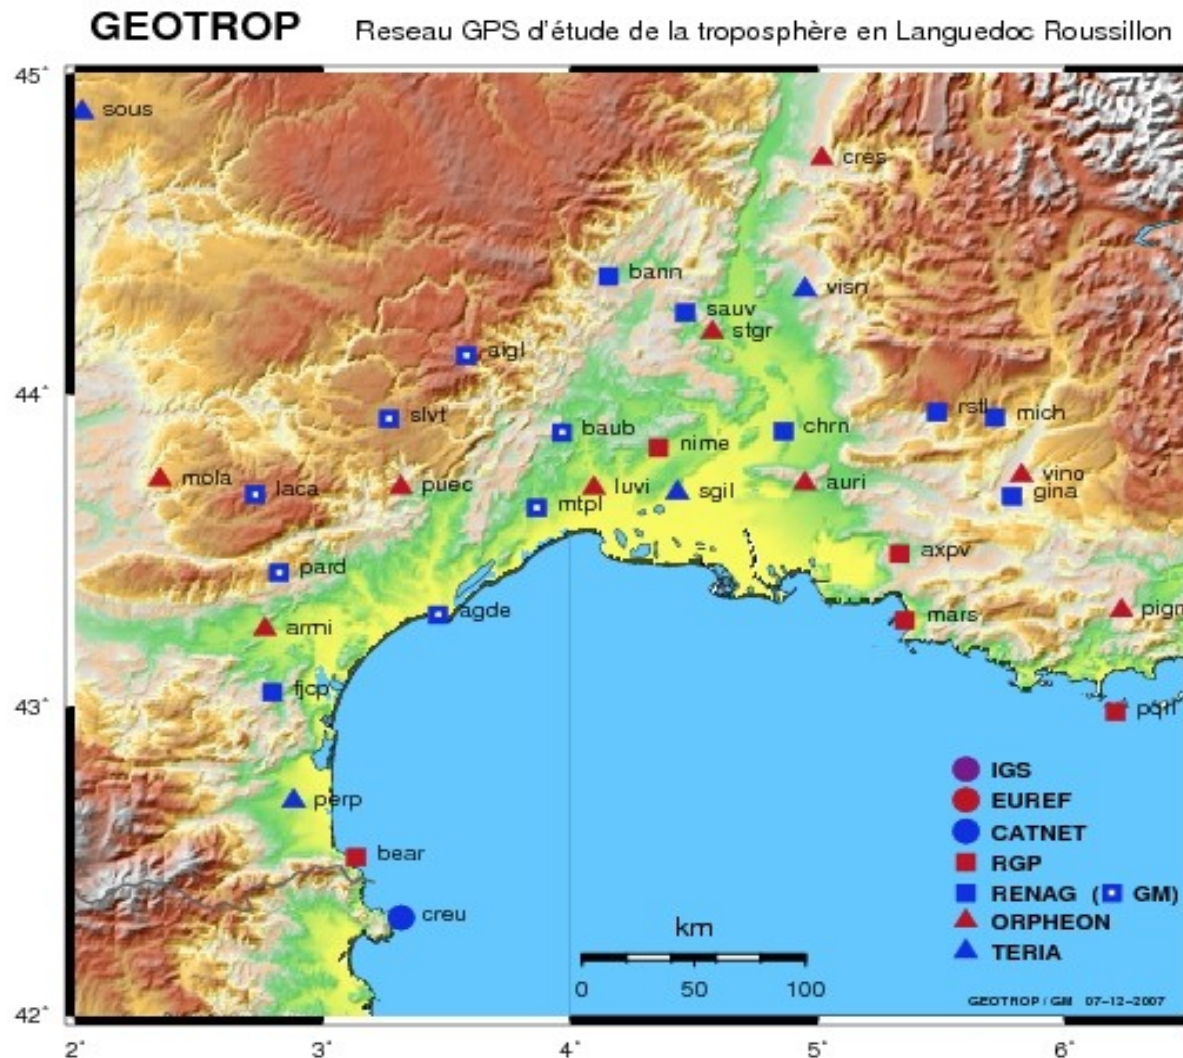 GEOTROP Reseau GPS d'étude de la troposphère en Languedoc Roussillon
45°
sous
cres
bann
visn
sauv
stgr
aigl
44°
slvt
rstl
mich
baub
chrn
nime
mola
laca
puec
luvi
sgil
auri
vino
gina
mtpl
axpv
pard
agde
mars
armi
43°
fjcp
perp
bear
creu
IGS
EUREF
CATNET
RGP
RENAG ( GM)
ORPHEON
TERIA
km
0 50 100
GEOTROP / GM 07-12-2007
42°
2° 3° 4° 5° 6°